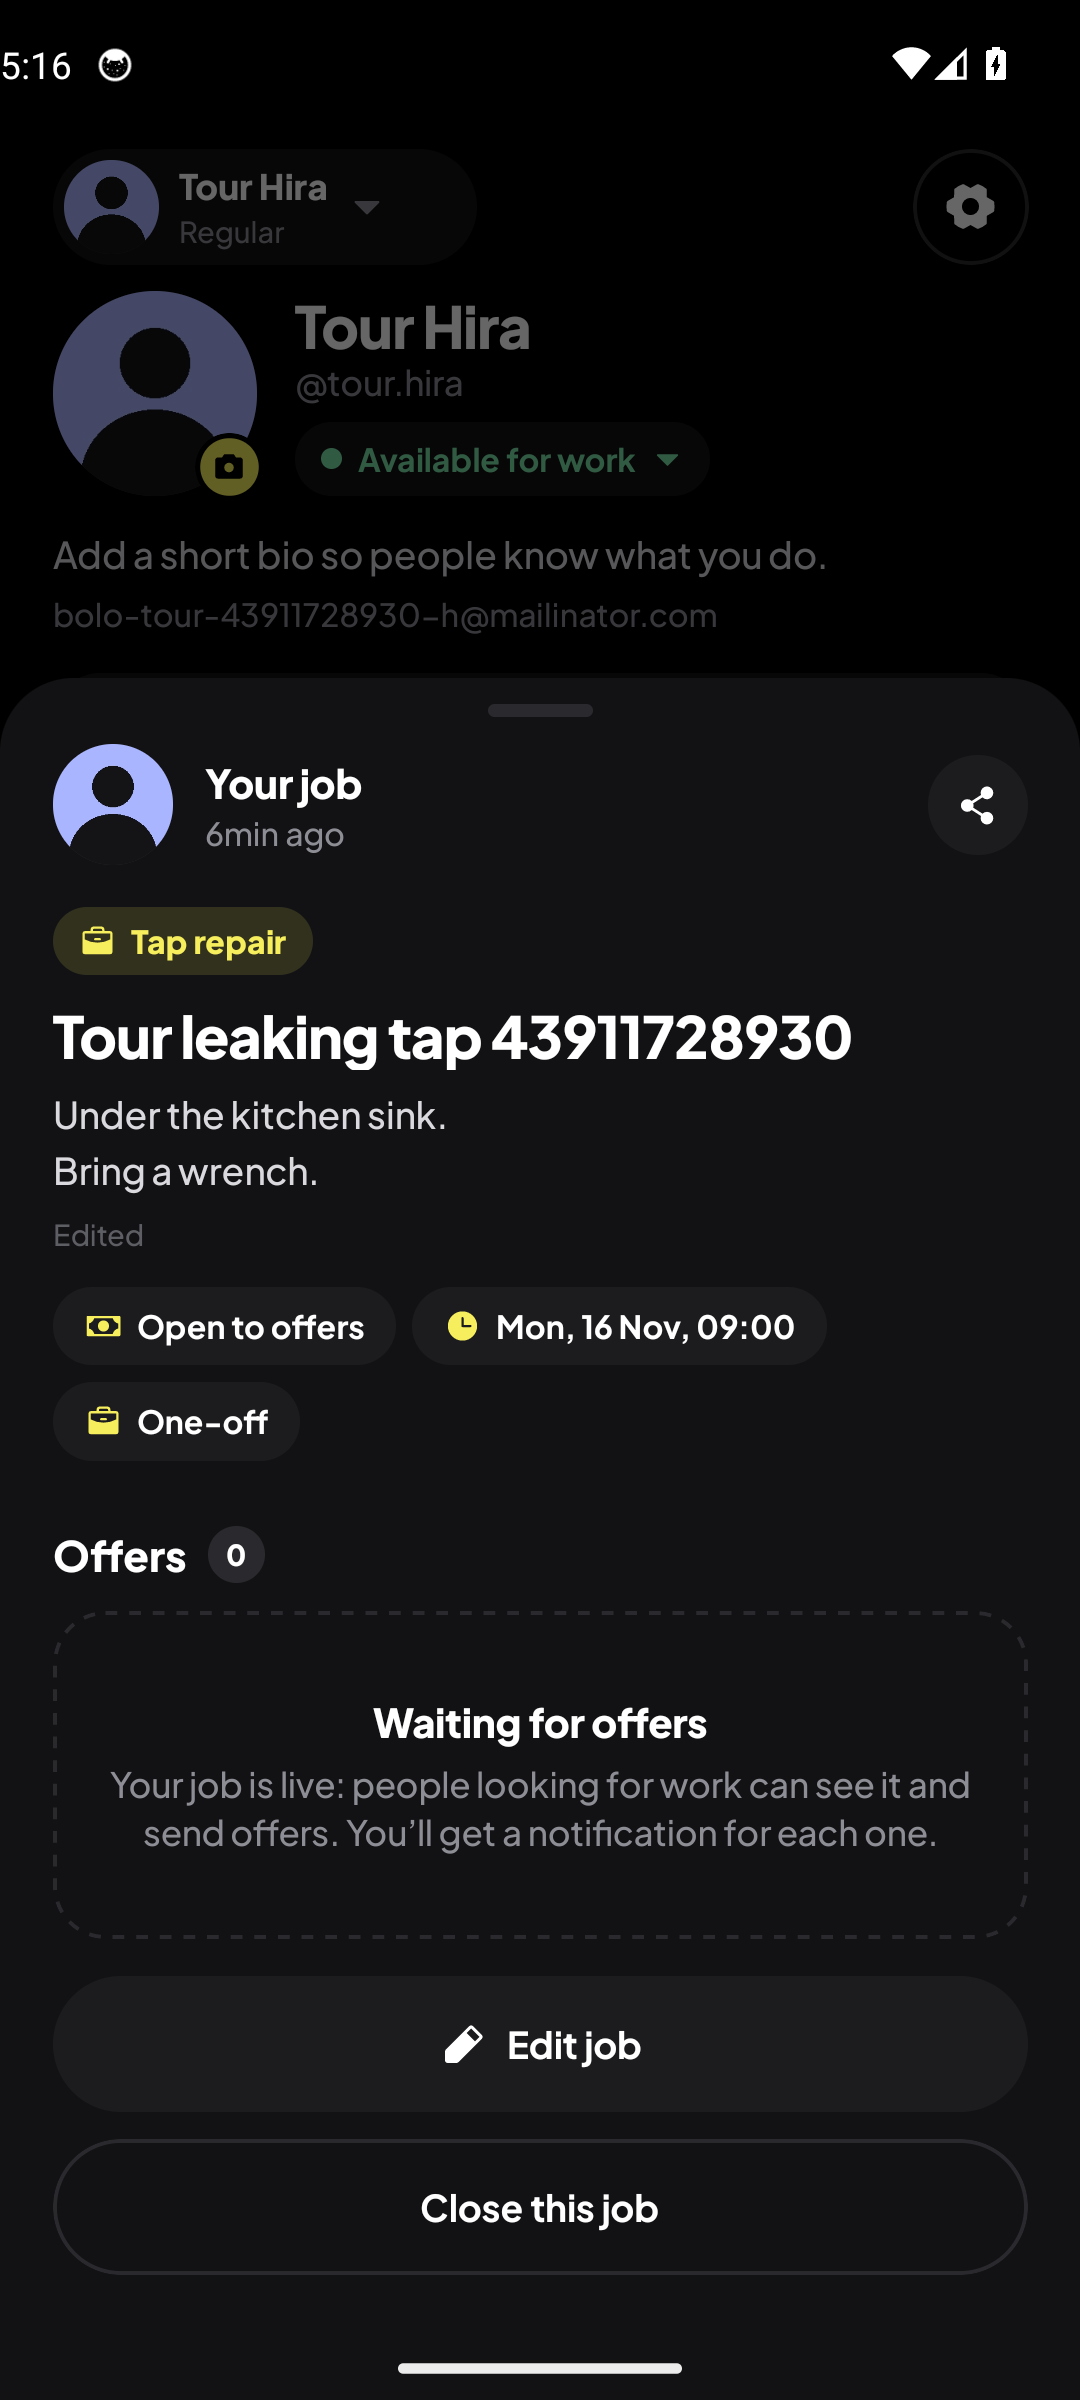 5:16
Tour Hira
Regular
Tour Hira
@tour.hira
Available for work
Add a short bio so people know what you do.
bolo-tour-43911728930-h@mailinator.com
Your job
6min ago
Tap repair
Tour leaking tap 43911728930
Under the kitchen sink.
Bring a wrench.
Edited
Open to offers
Mon, 16 Nov, 09:00
One-off
Offers 0
Waiting for offers
Your job is live: people looking for work can see it and
send offers. You’ll get a notification for each one.
Edit job
Close this job